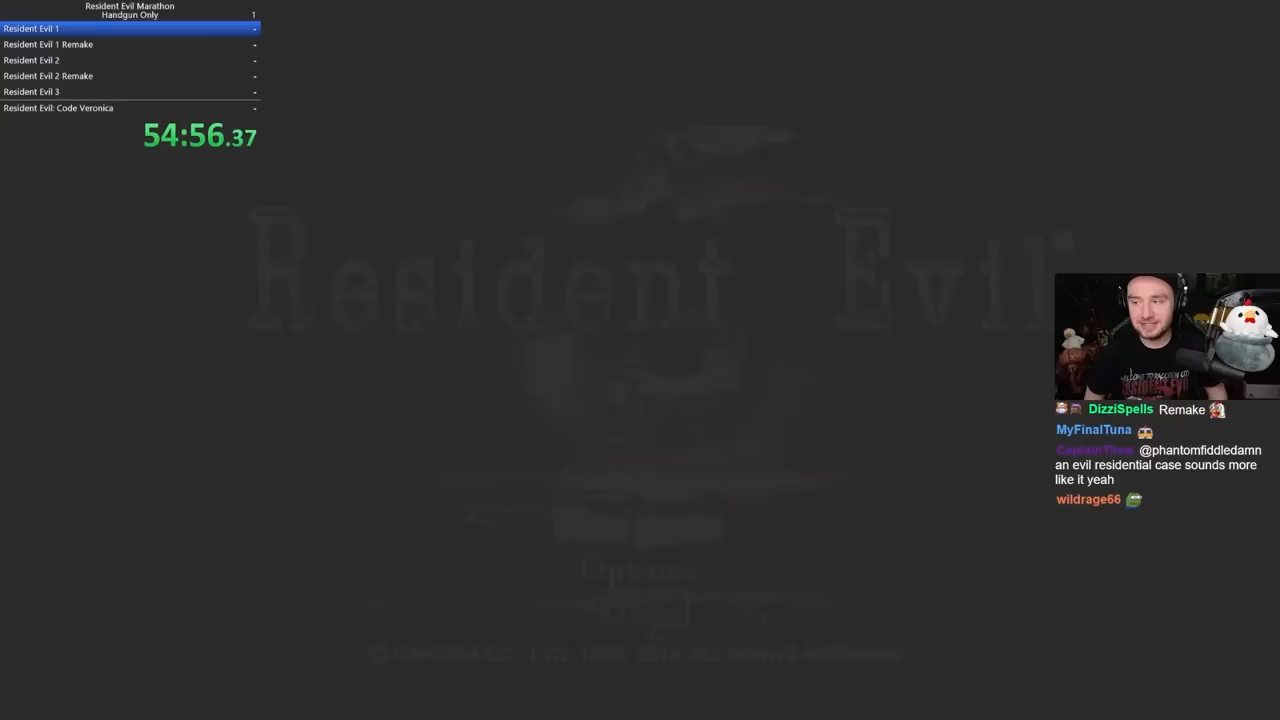 Resident Evil Marathon
Handgun Only
1
Resident Evil 1 -
Resident Evil 1 Remake -
Resident Evil 2 -
Resident Evil 2 Remake -
Resident Evil 3 -
Resident Evil: Code Veronica -
54:56.37
Resident Evil
Options
DizziSpells Remake
MyFinalTuna
@phantomfiddledamn
an evil residential case sounds more
like it yeah
wildrage66